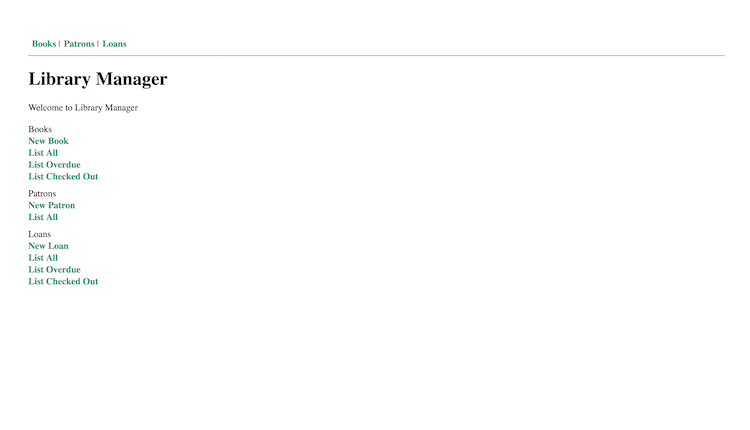 Books | Patrons | Loans
Library Manager
Welcome to Library Manager
Books
New Book
List All
List Overdue
List Checked Out
Patrons
New Patron
List All
Loans
New Loan
List All
List Overdue
List Checked Out